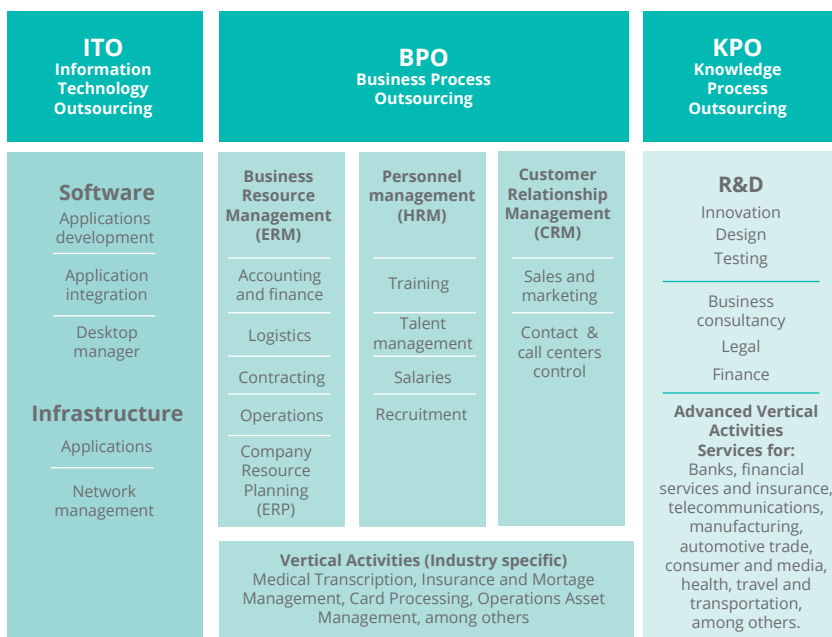 ITO
Information
Technology
Outsourcing
BPO
Business Process
Outsourcing
KPO
Knowledge
Process
Outsourcing
Software
Applications
development
Application
integration
Desktop
manager
Infrastructure
Applications
Network
management
Business
Resource
Management
(ERM)
Accounting
and finance
Logistics
Contracting
Operations
Company
Resource
Planning
(ERP)
Personnel
management
(HRM)
Training
Talent
management
Salaries
Recruitment
Customer
Relationship
Management
(CRM)
Sales and
marketing
Contact & 
call centers
control
Vertical Activities (Industry specific)
Medical Transcription, Insurance and Mortage
Management, Card Processing, Operations Asset
Management, among others
R&D
Innovation
Design
Testing
Business
consultancy
Legal
Finance
Advanced Vertical
Activities
Services for:
Banks, financial
services and insurance,
telecommunications,
manufacturing,
automotive trade,
consumer and media,
health, travel and
transportation,
among others.